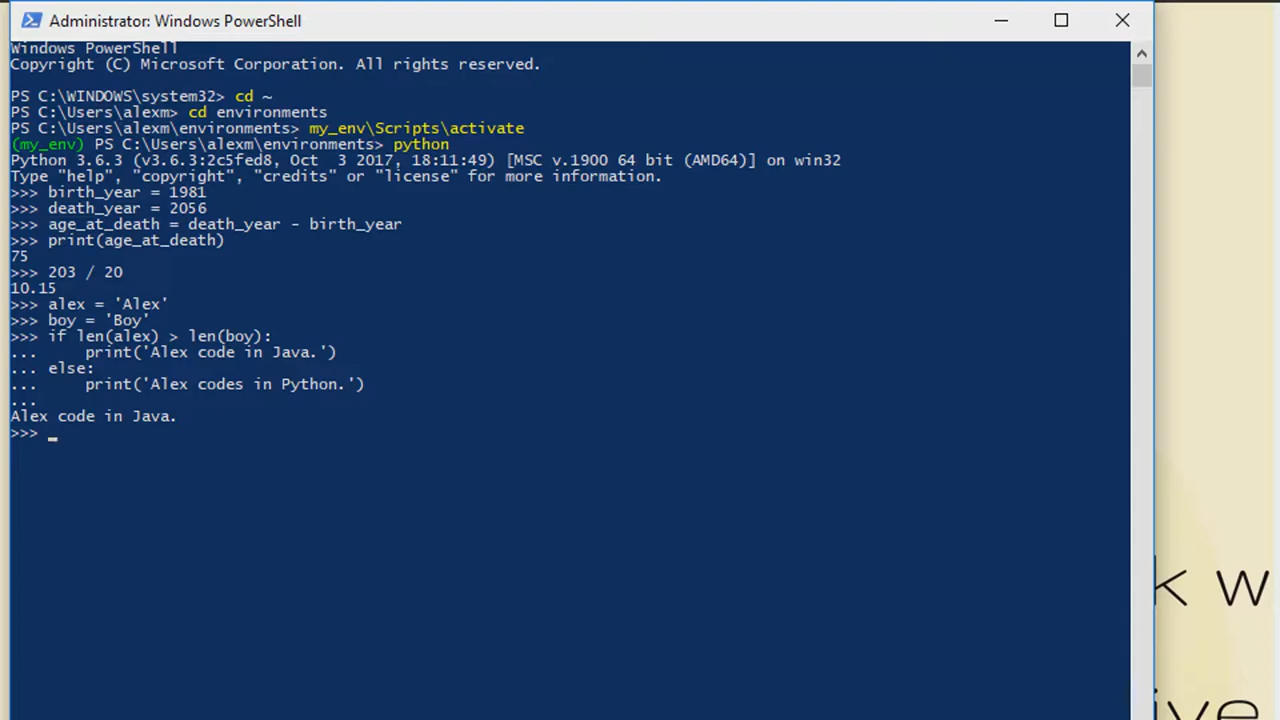 Administrator: Windows PowerShell
Windows PowerShell
Copyright (C) Microsoft Corporation. All rights reserved.
PS C:\WINDOWS\system32> cd ~
PS C:\Users\alexm> cd environments
PS C:\Users\alexm\environments> my_env\Scripts\activate
(my_env) PS C:\Users\alexm\environments> python
Python 3.6.3 (v3.6.3:2c5fed8, Oct  3 2017, 18:11:49) [MSC v.1900 64 bit (AMD64)] on win32
Type "help", "copyright", "credits" or "license" for more information.
>>> birth_year = 1981
>>> death_year = 2056
>>> age_at_death = death_year - birth_year
>>> print(age_at_death)
75
>>> 203 / 20
10.15
>>> alex = 'Alex'
>>> boy = 'Boy'
>>> if len(alex) > len(boy):
...     print('Alex code in Java.')
... else:
...     print('Alex codes in Python.')
...
Alex code in Java.
>>> _
k w
ive